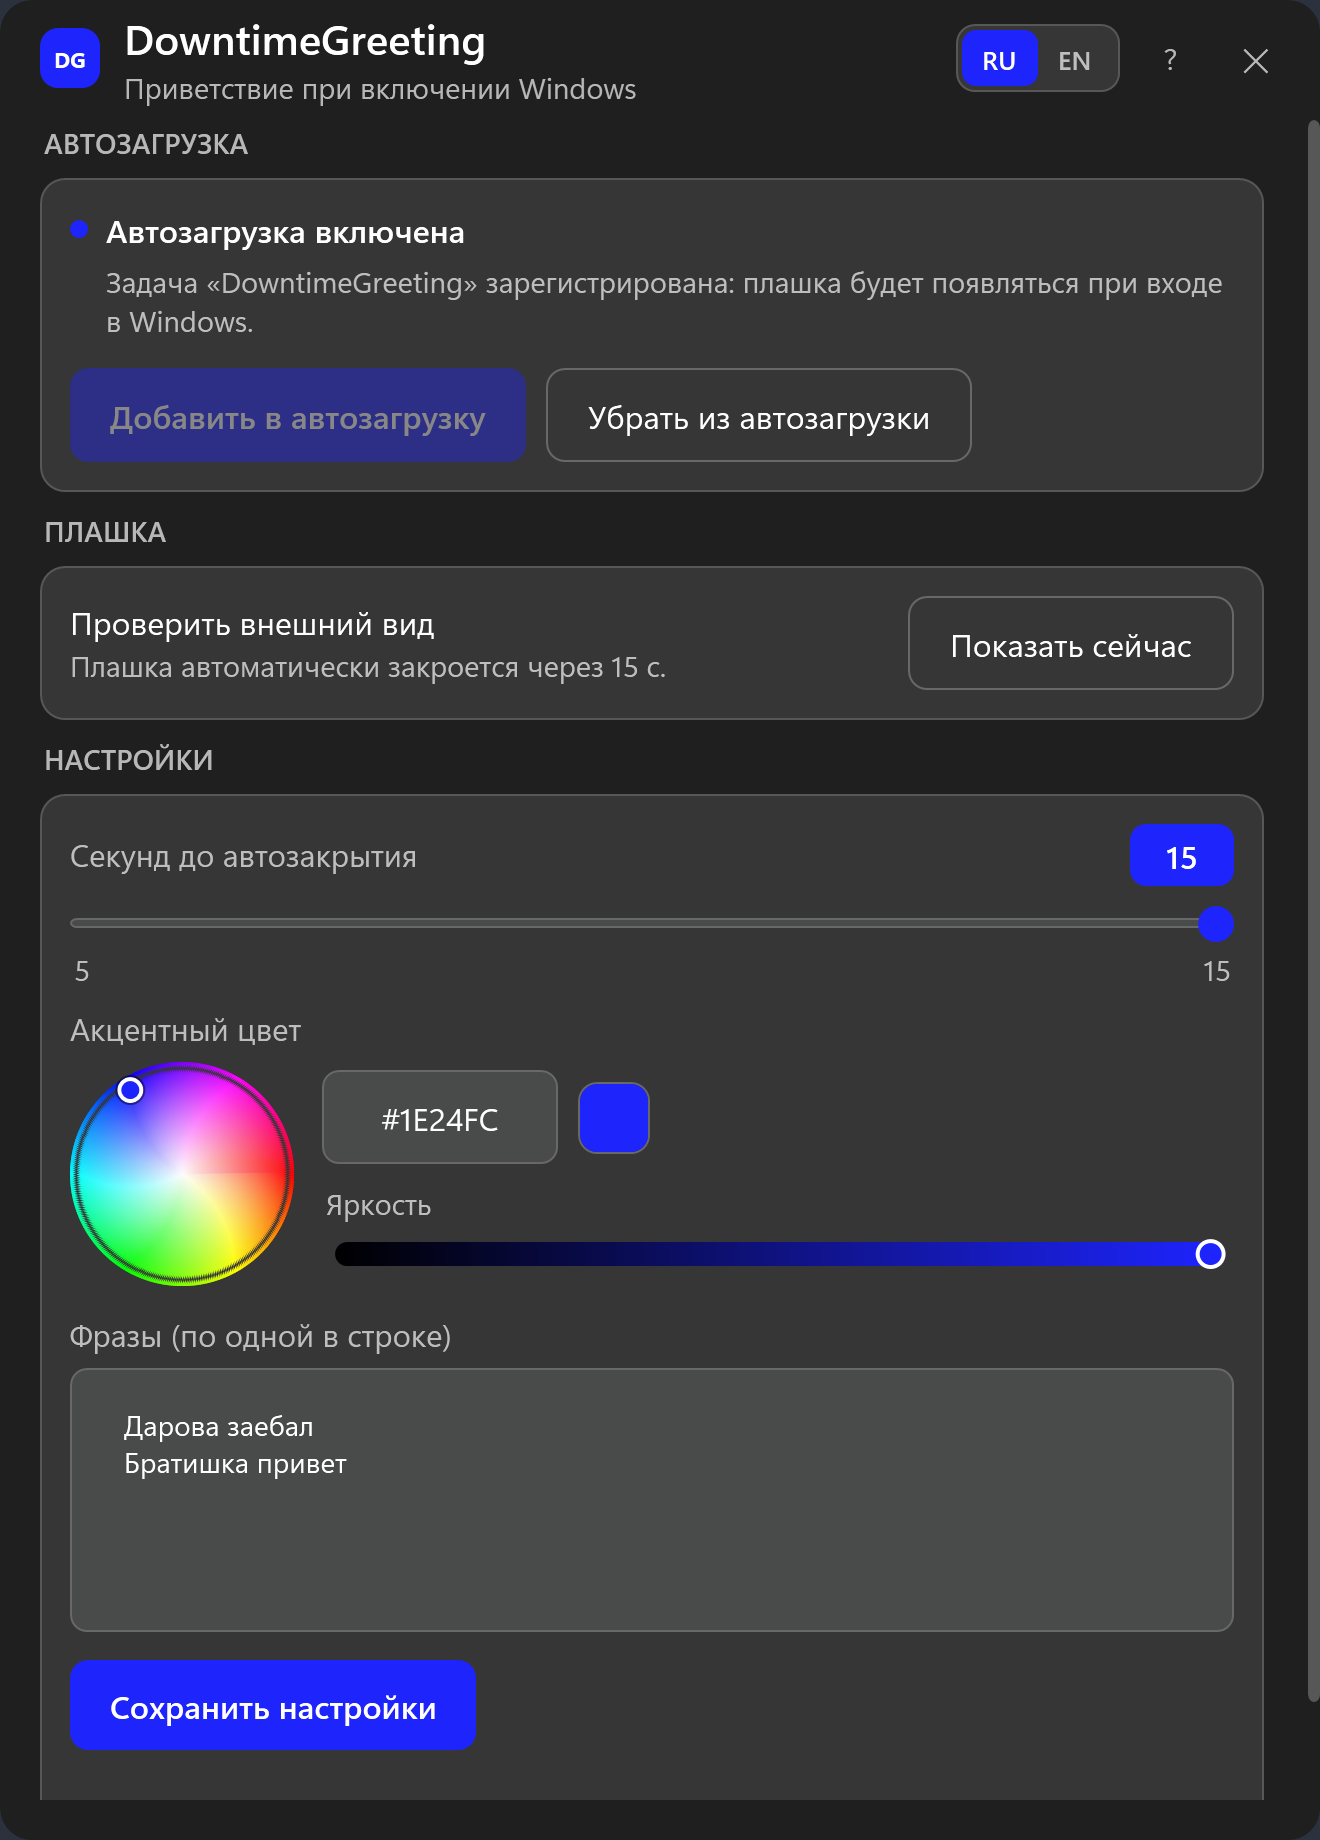 DG
DowntimeGreeting
Приветствие при включении Windows
RU
EN
?
АВТОЗАГРУЗКА
Автозагрузка включена
Задача «DowntimeGreeting» зарегистрирована: плашка будет появляться при входе
в Windows.
Добавить в автозагрузку
Убрать из автозагрузки
ПЛАШКА
Проверить внешний вид
Плашка автоматически закроется через 15 с.
Показать сейчас
НАСТРОЙКИ
Секунд до автозакрытия
15
5
15
Акцентный цвет
#1E24FC
Яркость
Фразы (по одной в строке)
Дарова заебал
Братишка привет
Сохранить настройки